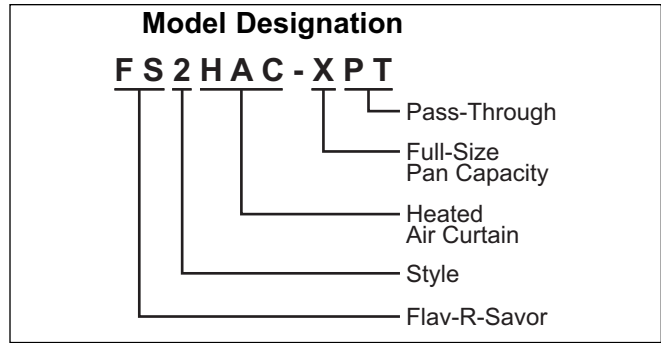 Model Designation
FS2HAC-XPT
Pass-Through
Full-Size
Pan Capacity
Heated
Air Curtain
Style
Flav-R-Savor